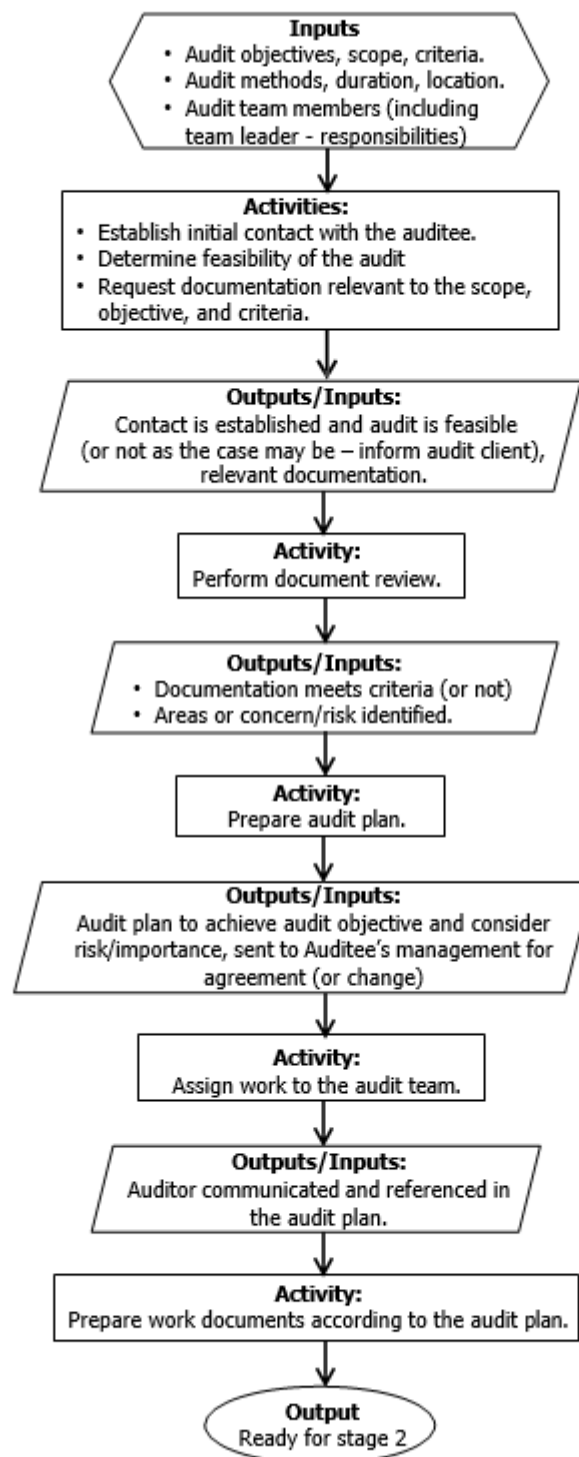 Inputs
• Audit objectives, scope, criteria.
• Audit methods, duration, location.
• Audit team members (including
team leader - responsibilities)
Activities:
• Establish initial contact with the auditee.
• Determine feasibility of the audit
• Request documentation relevant to the scope,
objective, and criteria.
Outputs/Inputs:
Contact is established and audit is feasible
(or not as the case may be – inform audit client),
relevant documentation.
Activity:
Perform document review.
Outputs/Inputs:
• Documentation meets criteria (or not)
• Areas or concern/risk identified.
Activity:
Prepare audit plan.
Outputs/Inputs:
Audit plan to achieve audit objective and consider
risk/importance, sent to Auditee's management for
agreement (or change)
Activity:
Assign work to the audit team.
Outputs/Inputs:
Auditor communicated and referenced in
the audit plan.
Activity:
Prepare work documents according to the audit plan.
Output
Ready for stage 2